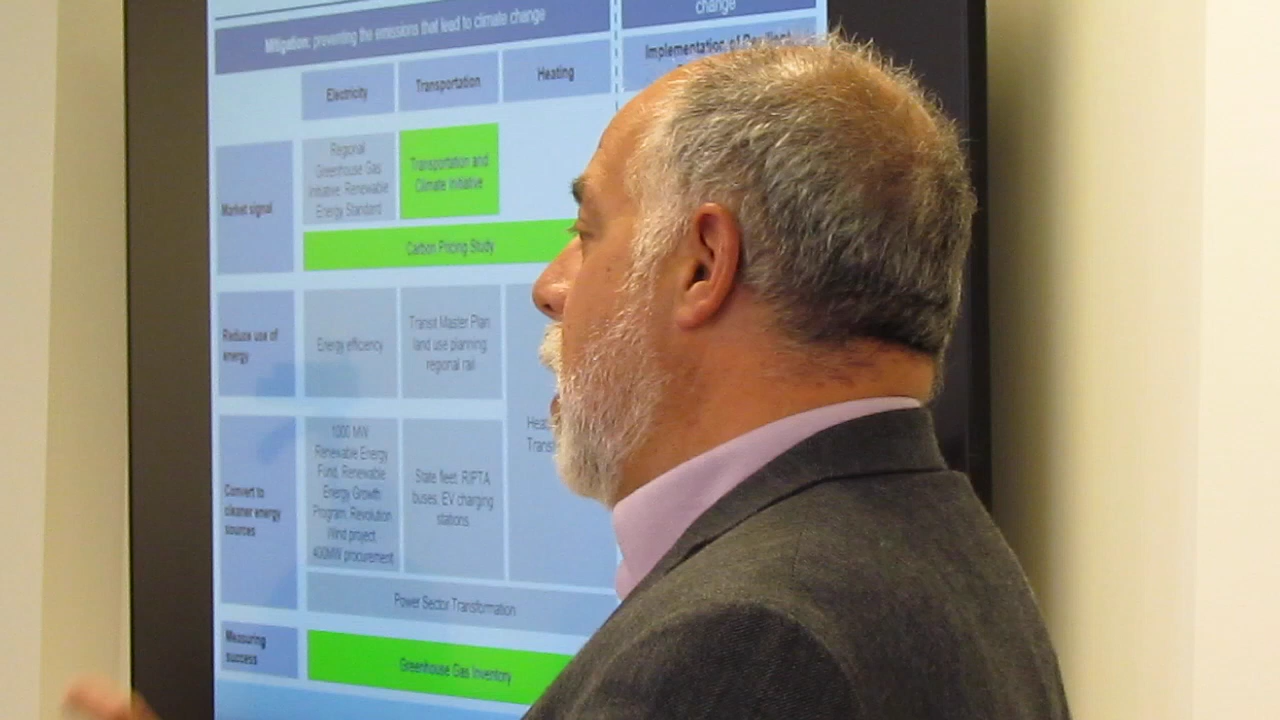 Mitigation: preventing the emissions that lead to climate change
change
Electricity
Transportation
Heating
Implementation of Resilient
Market signal
Regional
Greenhouse Gas
Initiative, Renewable
Energy Standard
Transportation and
Climate Initiative
Carbon Pricing Study
Reduce use of
energy
Energy efficiency
Transit Master Plan
land use planning
regional rail
Convert to
cleaner energy
sources
1000 MW
Renewable Energy
Fund, Renewable
Energy Growth
Program, Revolution
Wind project
400MW procurement
State fleet, RIPTA
buses, EV charging
stations
Hea
Trans
Power Sector Transformation
Measuring
success
Greenhouse Gas Inventory